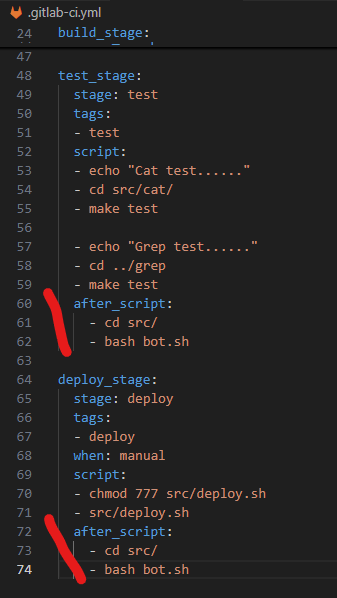 .gitlab-ci.yml
24 build_stage:
47
48 test_stage:
49 stage: test
50 tags:
51 - test
52 script:
53 - echo "Cat test......"
54 - cd src/cat/
55 - make test
56
57 - echo "Grep test......"
58 - cd ../grep
59 - make test
60 after_script:
61 - cd src/
62 - bash bot.sh
63
64 deploy_stage:
65 stage: deploy
66 tags:
67 - deploy
68 when: manual
69 script:
70 - chmod 777 src/deploy.sh
71 - src/deploy.sh
72 after_script:
73 - cd src/
74 - bash bot.sh